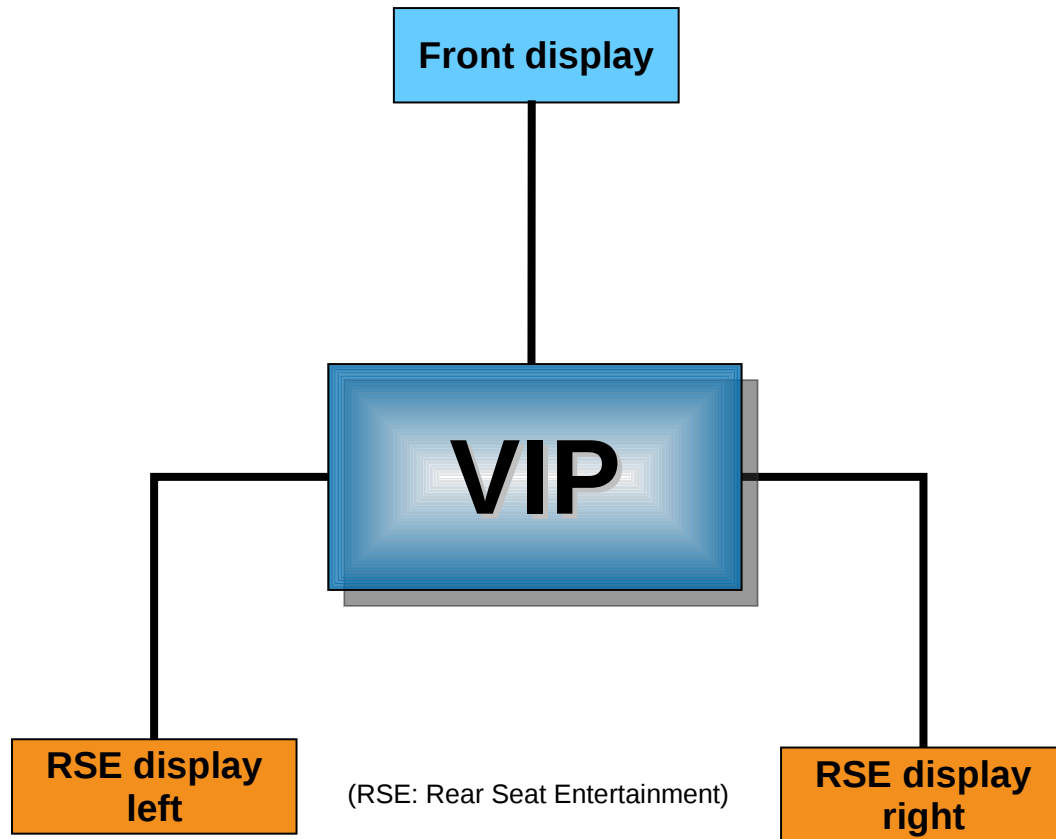 Front display
VIP
RSE display
left
(RSE: Rear Seat Entertainment)
RSE display
right